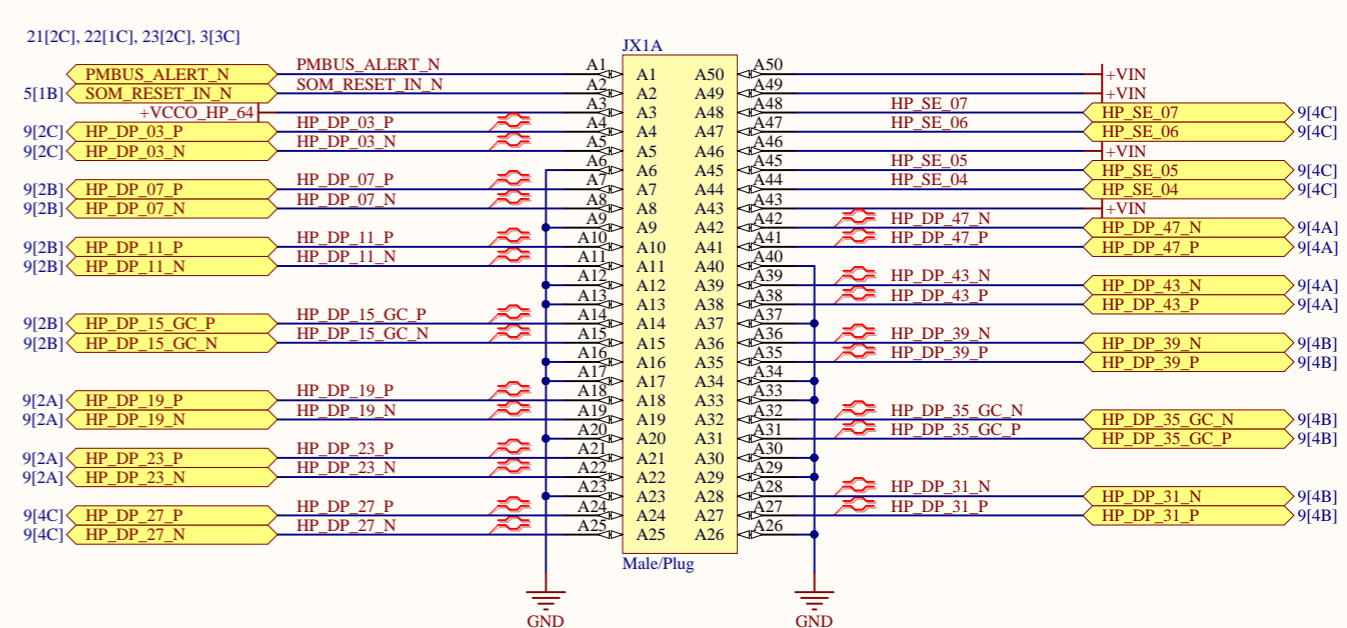 21[2C], 22[1C], 23[2C], 3[3C]
JX1A
PMBUS_ALERT_N PMBUS_ALERT_N A1 A1 A50 A50 +VIN
5[1B] SOM_RESET_IN_N SOM_RESET_IN_N A2 A2 A49 A49 +VIN
+VCCO_HP_64 A3 A3 A48 A48 HP_SE_07 HP_SE_07 9[4C]
9[2C] HP_DP_03_P HP_DP_03_P A4 A4 A47 A47 HP_SE_06 HP_SE_06 9[4C]
9[2C] HP_DP_03_N HP_DP_03_N A5 A5 A46 A46 +VIN
A6 A6 A45 A45 HP_SE_05 HP_SE_05 9[4C]
9[2B] HP_DP_07_P HP_DP_07_P A7 A7 A44 A44 HP_SE_04 HP_SE_04 9[4C]
9[2B] HP_DP_07_N HP_DP_07_N A8 A8 A43 A43 +VIN
A9 A9 A42 A42 HP_DP_47_N HP_DP_47_N 9[4A]
9[2B] HP_DP_11_P HP_DP_11_P A10 A10 A41 A41 HP_DP_47_P HP_DP_47_P 9[4A]
9[2B] HP_DP_11_N HP_DP_11_N A11 A11 A40 A40
A12 A12 A39 A39 HP_DP_43_N HP_DP_43_N 9[4A]
A13 A13 A38 A38 HP_DP_43_P HP_DP_43_P 9[4A]
9[2B] HP_DP_15_GC_P HP_DP_15_GC_P A14 A14 A37 A37
9[2B] HP_DP_15_GC_N HP_DP_15_GC_N A15 A15 A36 A36 HP_DP_39_N HP_DP_39_N 9[4B]
A16 A16 A35 A35 HP_DP_39_P HP_DP_39_P 9[4B]
A17 A17 A34 A34
9[2A] HP_DP_19_P HP_DP_19_P A18 A18 A33 A33
9[2A] HP_DP_19_N HP_DP_19_N A19 A19 A32 A32 HP_DP_35_GC_N HP_DP_35_GC_N 9[4B]
A20 A20 A31 A31 HP_DP_35_GC_P HP_DP_35_GC_P 9[4B]
9[2A] HP_DP_23_P HP_DP_23_P A21 A21 A30 A30
9[2A] HP_DP_23_N HP_DP_23_N A22 A22 A29 A29
A23 A23 A28 A28 HP_DP_31_N HP_DP_31_N 9[4B]
9[4C] HP_DP_27_P HP_DP_27_P A24 A24 A27 A27 HP_DP_31_P HP_DP_31_P 9[4B]
9[4C] HP_DP_27_N HP_DP_27_N A25 A25 A26 A26
Male/Plug
GND GND